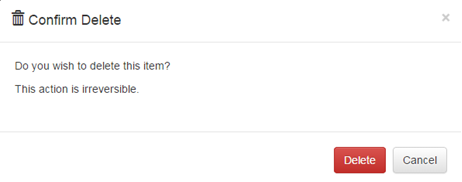 Confirm Delete
×
Do you wish to delete this item?
This action is irreversible.
Delete
Cancel